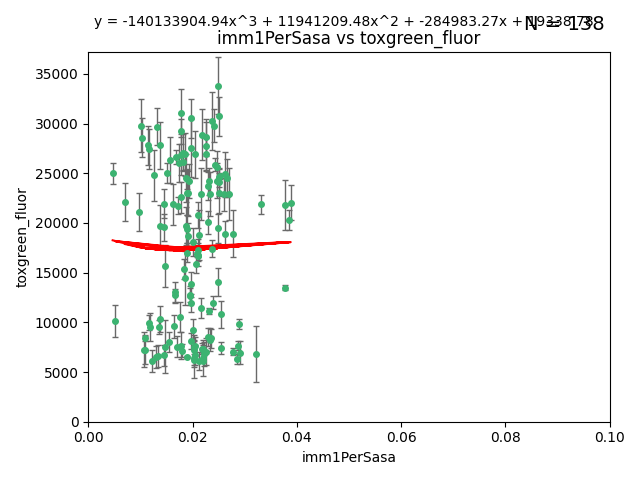 y = -140133904.94x^3 + 11941209.48x^2 + -284983.27x + 19338.78
N = 138
imm1PerSasa vs toxgreen_fluor
35000
30000
25000
20000
15000
10000
5000
0
toxgreen_fluor
0.00 0.02 0.04 0.06 0.08 0.10
imm1PerSasa